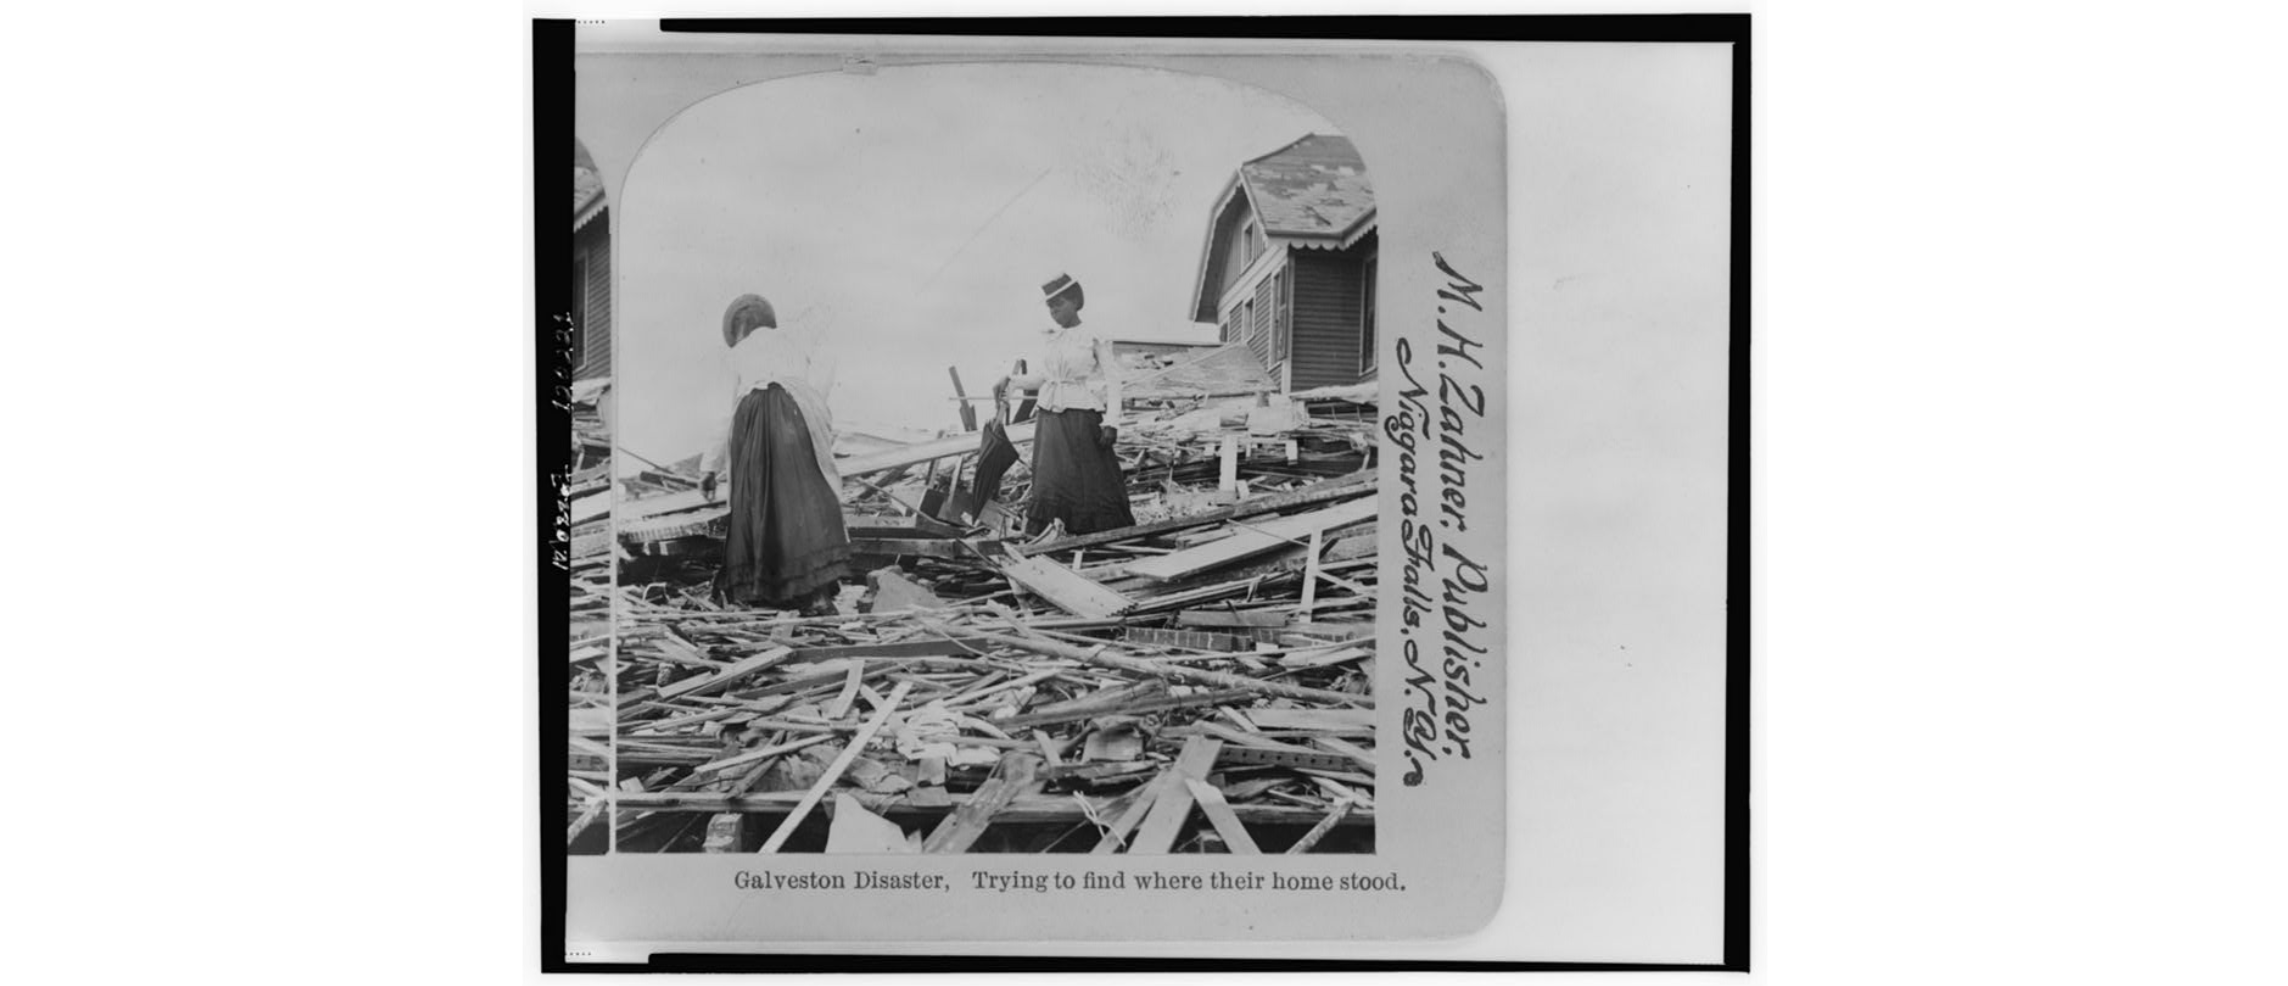 M. H. Zahner, Publisher,
Niagara Falls, N.Y.
Galveston Disaster, Trying to find where their home stood.